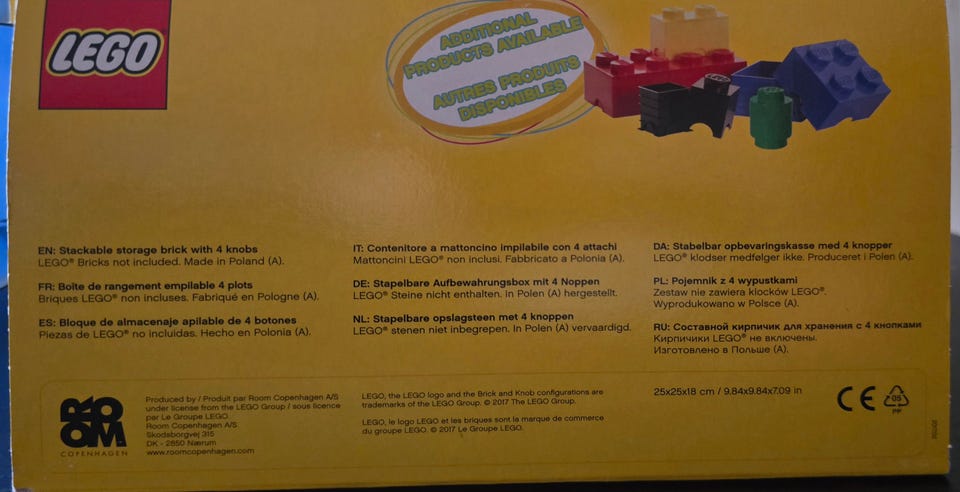 LEGO
ADDITIONAL
PRODUCTS AVAILABLE
AUTRES PRODUITS
DISPONIBLES
EN: Stackable storage brick with 4 knobs
LEGO® Bricks not included. Made in Poland (A).
FR: Boîte de rangement empilable 4 plots
Briques LEGO® non incluses. Fabriqué en Pologne (A).
ES: Bloque de almacenaje apilable de 4 botones
Piezas de LEGO® no incluidas. Hecho en Polonia (A).
IT: Contenitore a mattoncino impilabile con 4 attachi
Mattoncini LEGO® non inclusi. Fabbricato a Polonia (A).
DE: Stapelbare Aufbewahrungsbox mit 4 Noppen
LEGO® Steine nicht enthalten. In Polen (A) hergestellt.
NL: Stapelbare opslagsteen met 4 knoppen
LEGO® stenen niet inbegrepen. In Polen (A) vervaardigd.
DA: Stabelbar opbevaringskasse med 4 knopper
LEGO® klodser medfølger ikke. Produceret i Polen (A).
PL: Pojemnik z 4 wypustkami
Zestaw nie zawiera klocków LEGO®.
Wyprodukowano w Polsce (A).
RU: Составной кирпичик для хранения с 4 кнопками
Кирпичики LEGO® не включены.
Изготовлено в Польше (A).
ROOM
COPENHAGEN
Produced by / Produit par Room Copenhagen A/S
under license from the LEGO Group / sous licence
par Le Groupe LEGO.
Room Copenhagen A/S
Skodsborgvej 315
DK - 2850 Nærum
www.roomcopenhagen.com
LEGO, the LEGO logo and the Brick and Knob configurations are
trademarks of the LEGO Group. © 2017 The LEGO Group.
LEGO, le logo LEGO et les briques sont la marque de commerce
du groupe LEGO. © 2017 Le Groupe LEGO.
25x25x18 cm / 9.84x9.84x7.09 in
CE
05
PP